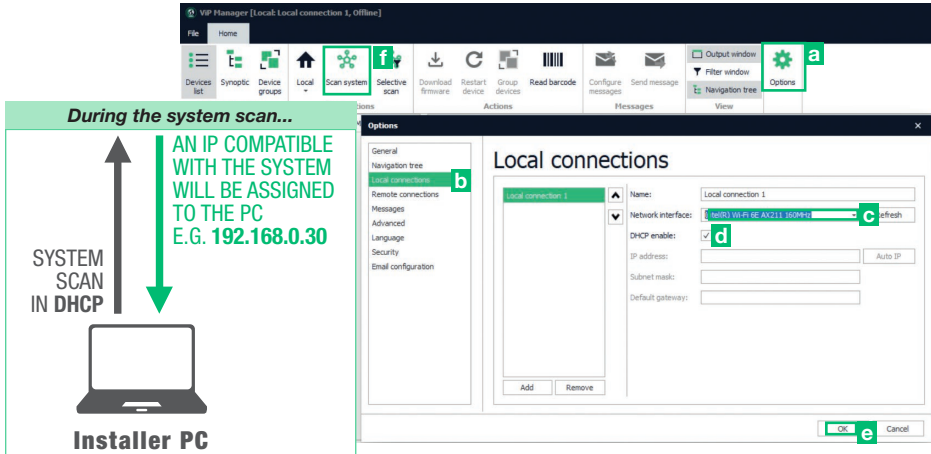 ViP Manager [Local: Local connection 1, Offline]
File Home
Devices list
Synoptic
Device groups
Local
Scan system
f
Selective scan
Download firmware
Restart device
Group devices
Read barcode
Configure messages
Send message
Output window
Filter window
Navigation tree
Options
a
Actions
Messages
View
During the system scan...
AN IP COMPATIBLE
WITH THE SYSTEM
WILL BE ASSIGNED
TO THE PC
E.G. 192.168.0.30
SYSTEM
SCAN
IN DHCP
Installer PC
Options
General
Navigation tree
Local connections
b
Remote connections
Messages
Advanced
Language
Security
Email configuration
Local connections
Local connection 1
Name: Local connection 1
Network interface: Intel(R) Wi-Fi 6E AX211 160MHz
c
DHCP enable:
d
IP address: Auto IP
Subnet mask:
Default gateway:
Add Remove
OK e Cancel